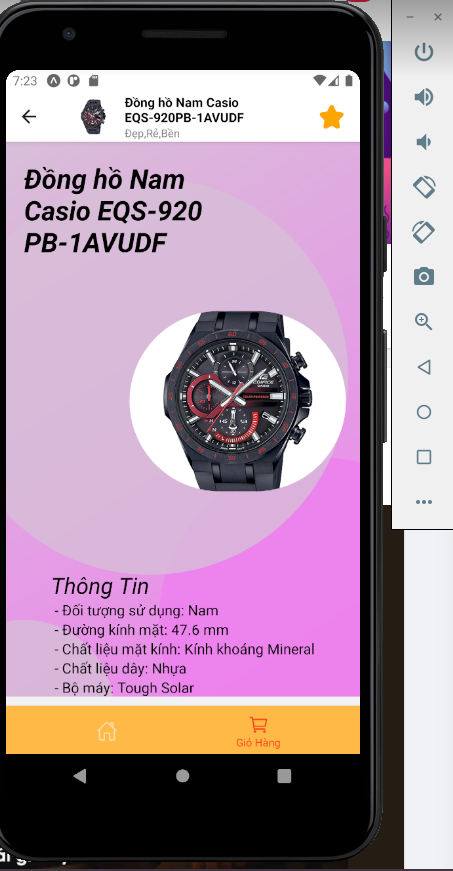 7:23
Đồng hồ Nam Casio
EQS-920PB-1AVUDF
Đẹp,Rẻ,Bền
Đồng hồ Nam
Casio EQS-920
PB-1AVUDF
EDIFICE
Thông Tin
- Đối tượng sử dụng: Nam
- Đường kính mặt: 47.6 mm
- Chất liệu mặt kính: Kính khoáng Mineral
- Chất liệu dây: Nhựa
- Bộ máy: Tough Solar
Giỏ Hàng